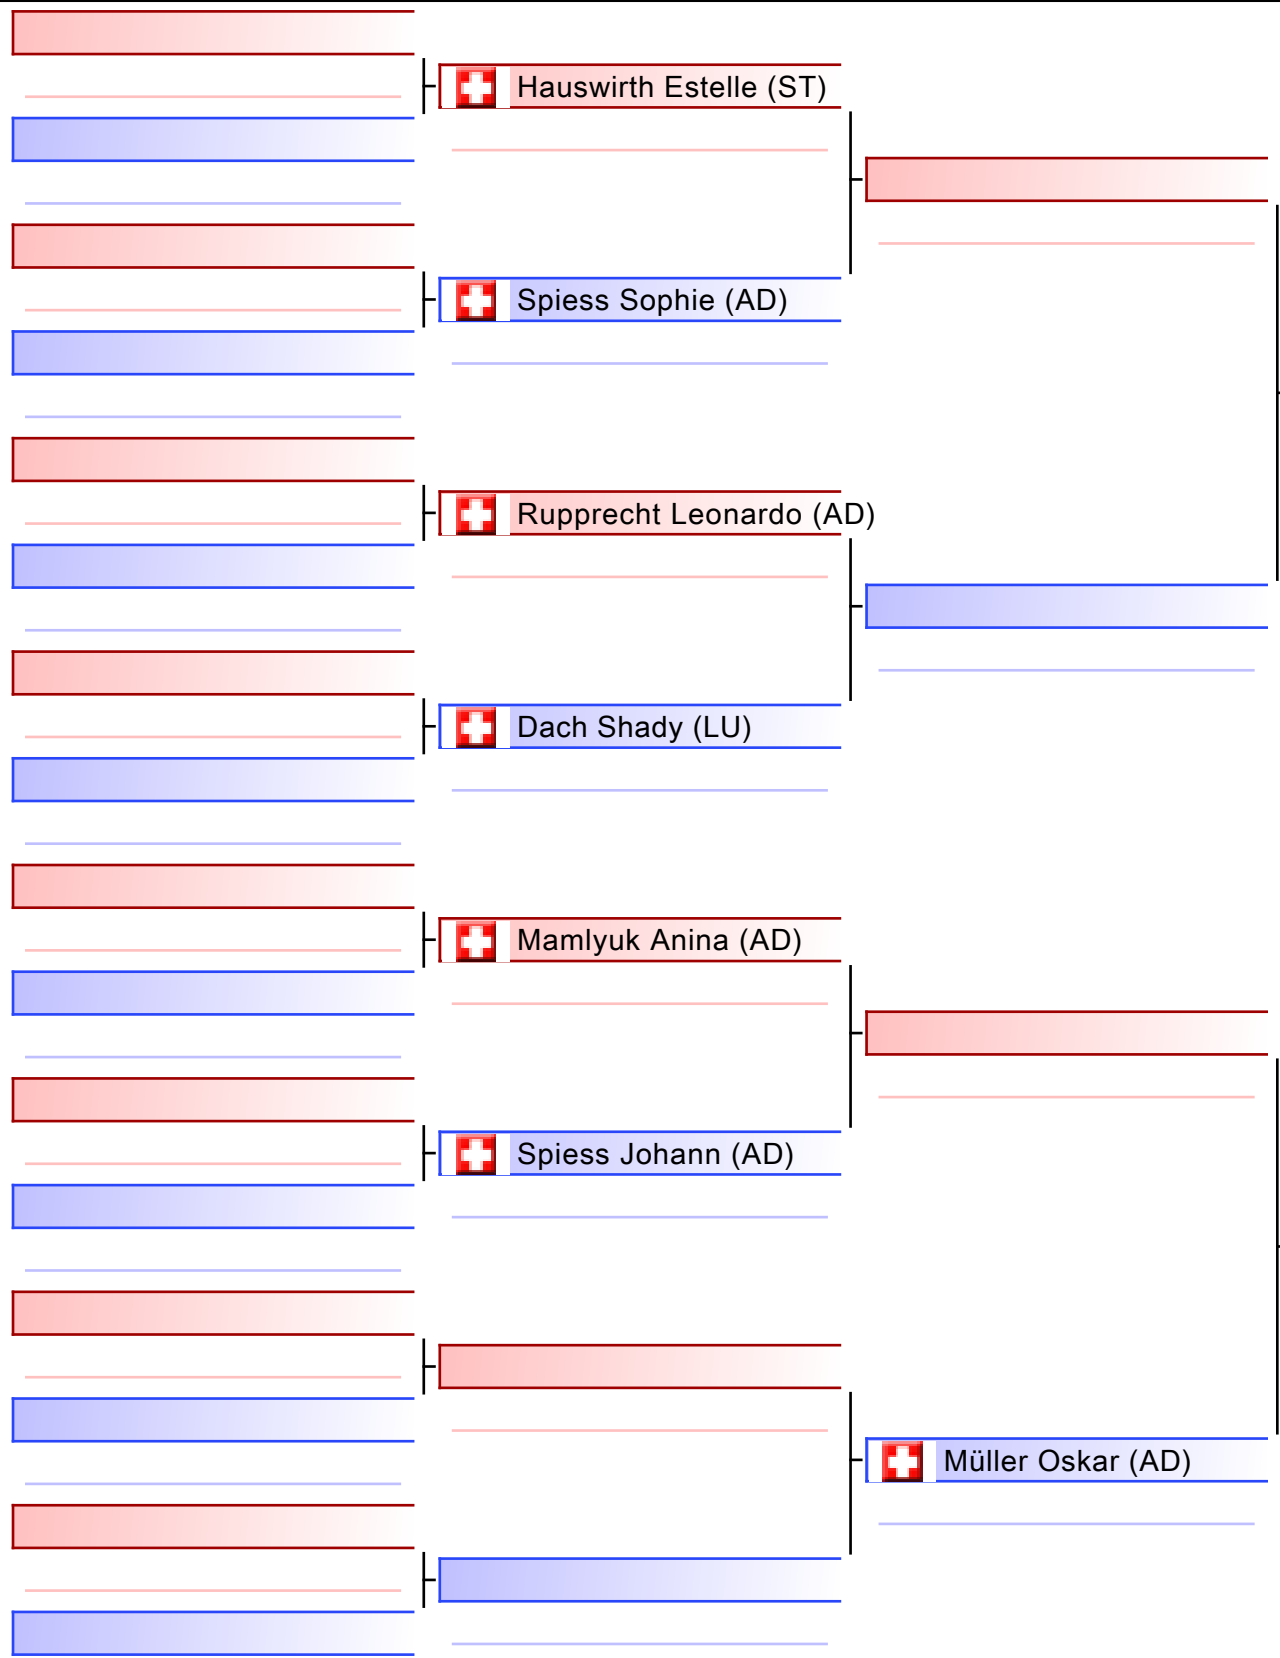 Hauswirth Estelle (ST)
Spiess Sophie (AD)
Rupprecht Leonardo (AD)
Dach Shady (LU)
Mamlyuk Anina (AD)
Spiess Johann (AD)
Müller Oskar (AD)